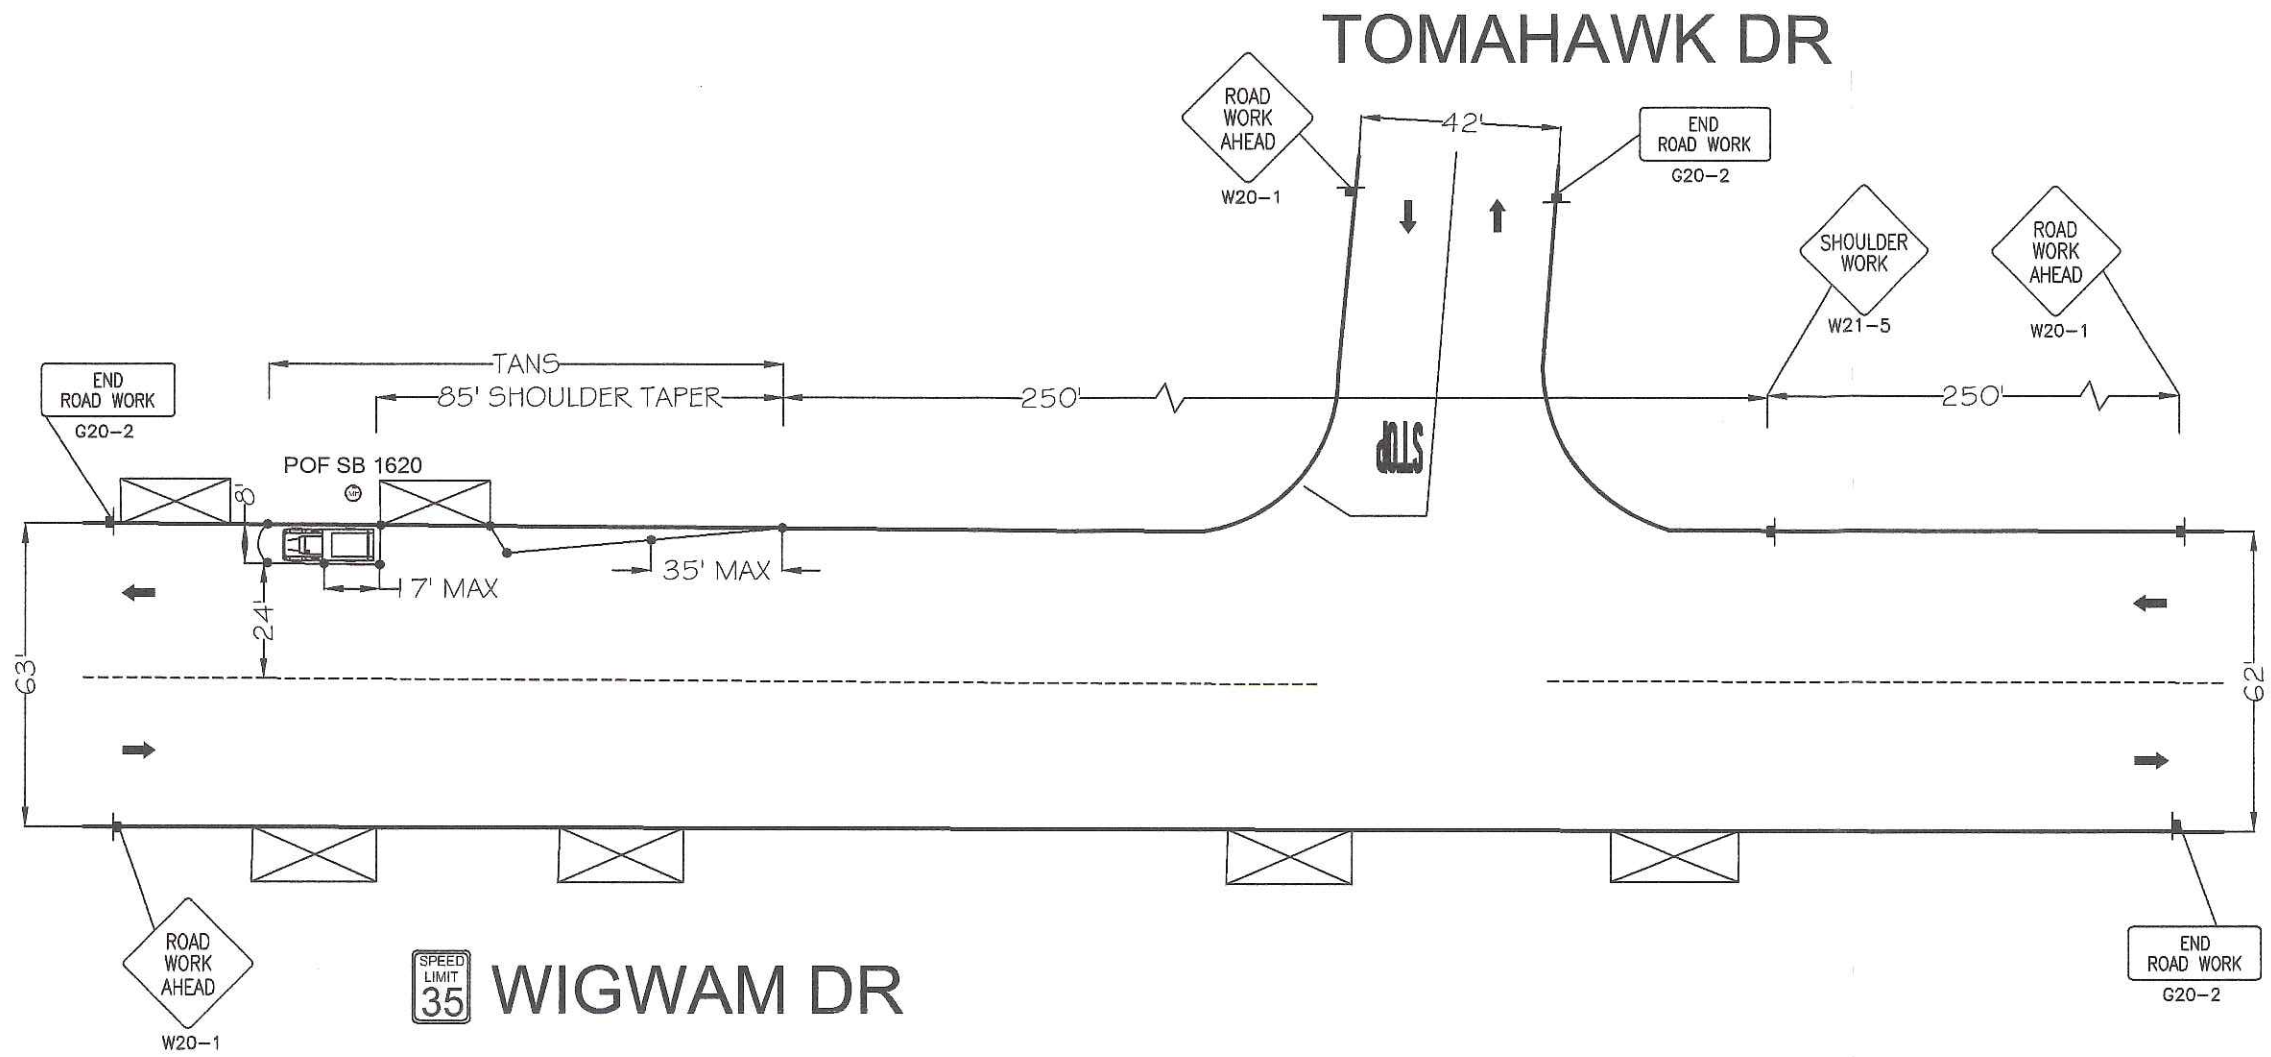 TOMAHAWK DR
ROAD
WORK
AHEAD
W20-1
42'
END
ROAD WORK
G20-2
SHOULDER
WORK
W21-5
ROAD
WORK
AHEAD
W20-1
TANS
85' SHOULDER TAPER
250'
250'
END
ROAD WORK
G20-2
STOP
POF SB 1620
MH
8'
35' MAX
17' MAX
24'
63'
62'
ROAD
WORK
AHEAD
W20-1
SPEED
LIMIT
35
WIGWAM DR
END
ROAD WORK
G20-2